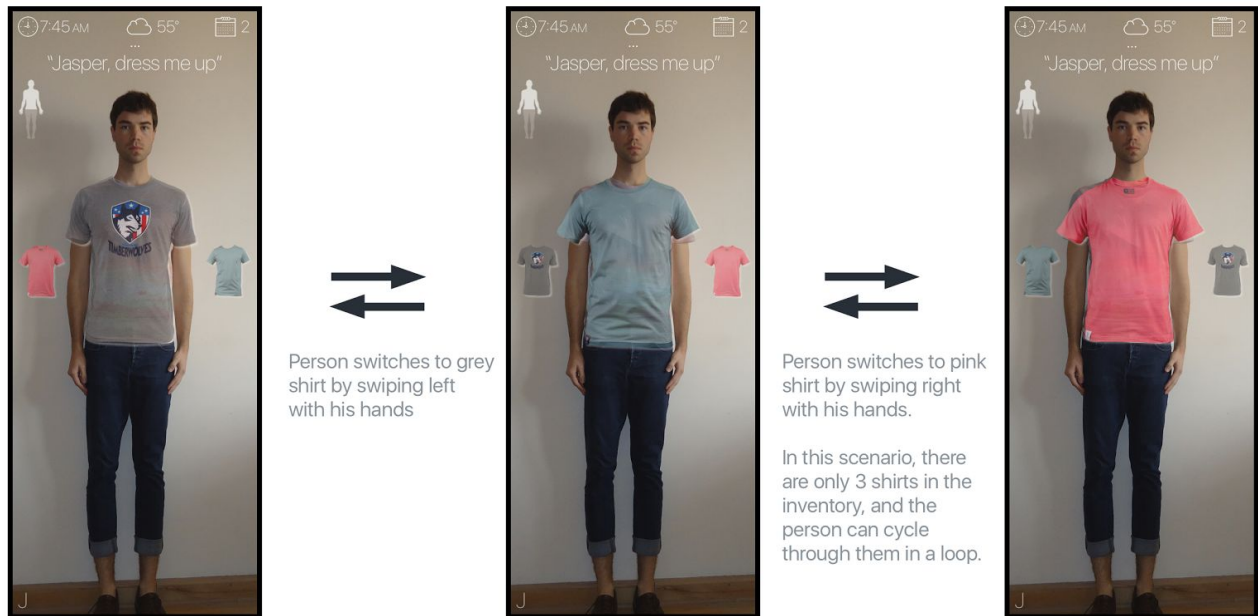 7:45 AM 55° 2
...
“Jasper, dress me up”
TIMBERWOLVES
J
Person switches to grey
shirt by swiping left
with his hands
7:45 AM 55° 2
...
“Jasper, dress me up”
J
Person switches to pink
shirt by swiping right
with his hands.
In this scenario, there
are only 3 shirts in the
inventory, and the
person can cycle
through them in a loop.
7:45 AM 55° 2
...
“Jasper, dress me up”
J